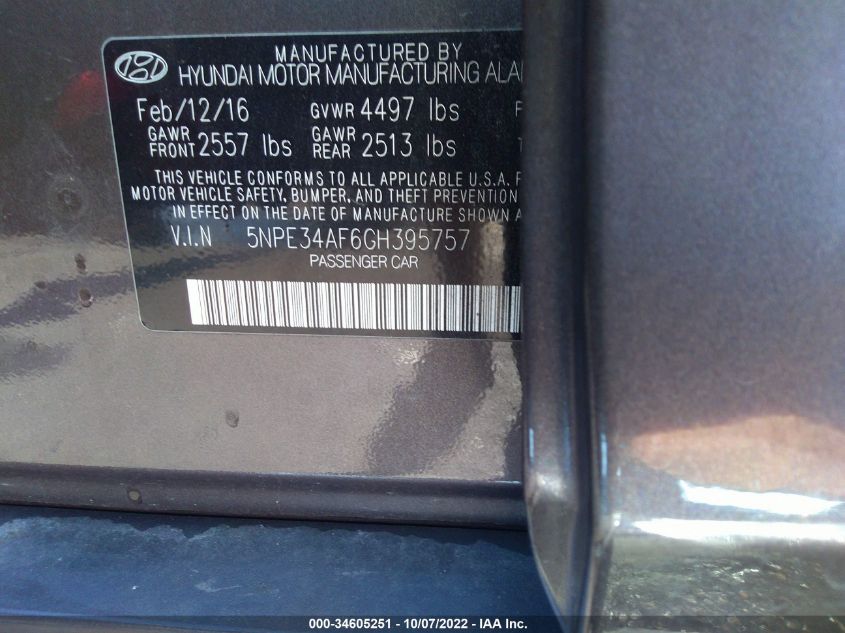 MANUFACTURED BY
HYUNDAI MOTOR MANUFACTURING
Feb/12/16 GVWR 4497 lbs
GAWR FRONT 2557 lbs GAWR REAR 2513 lbs
THIS VEHICLE CONFORMS TO ALL APPLICABLE U.S.A.
MOTOR VEHICLE SAFETY, BUMPER, AND THEFT PREVENTION
IN EFFECT ON THE DATE OF MANUFACTURE SHOWN
V.I.N 5NPE34AF6GH395757
PASSENGER CAR
000-34605251 - 10/07/2022 - IAA Inc.